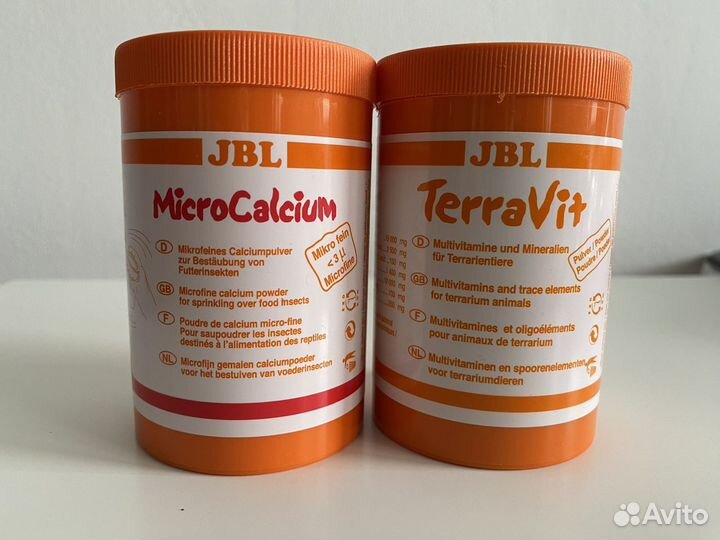 JBL
MicroCalcium
Mikro fein
<3 µ!
Microfine
D Mikrofeines Calciumpulver
zur Bestäubung von
Futterinsekten
GB Microfine calcium powder
for sprinkling over food Insects
F Poudre de calcium micro-fine
Pour saupoudrer les insectes
destinés à l'alimentation des reptiles
NL Microfijn gemalen calciumpoeder
voor het bestuiven van voederinsecten
JBL
TerraVit
Pulver / Powder
Poudre / Poeder
D Multivitamine und Mineralien
für Terrarientiere
GB Multivitamins and trace elements
for terrarium animals
F Multivitamines et oligoéléments
pour animaux de terrarium
NL Multivitaminen en spoorenelementen
voor terrariumdieren
Avito